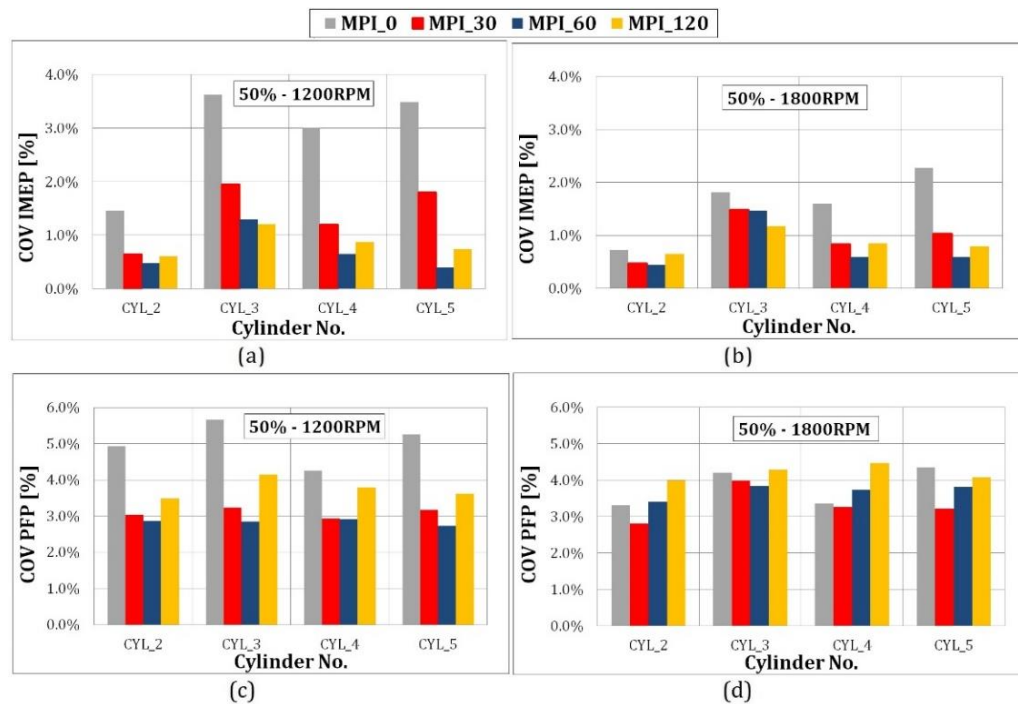 MPI_0 MPI_30 MPI_60 MPI_120
COV IMEP [%]
4.0%
3.0%
2.0%
1.0%
0.0%
50% - 1200RPM
CYL_2 CYL_3 CYL_4 CYL_5
Cylinder No.
(a)
COV IMEP [%]
4.0%
3.0%
2.0%
1.0%
0.0%
50% - 1800RPM
CYL_2 CYL_3 CYL_4 CYL_5
Cylinder No.
(b)
COV PFP [%]
6.0%
5.0%
4.0%
3.0%
2.0%
1.0%
0.0%
50% - 1200RPM
CYL_2 CYL_3 CYL_4 CYL_5
Cylinder No.
(c)
COV PFP [%]
6.0%
5.0%
4.0%
3.0%
2.0%
1.0%
0.0%
50% - 1800RPM
CYL_2 CYL_3 CYL_4 CYL_5
Cylinder No.
(d)